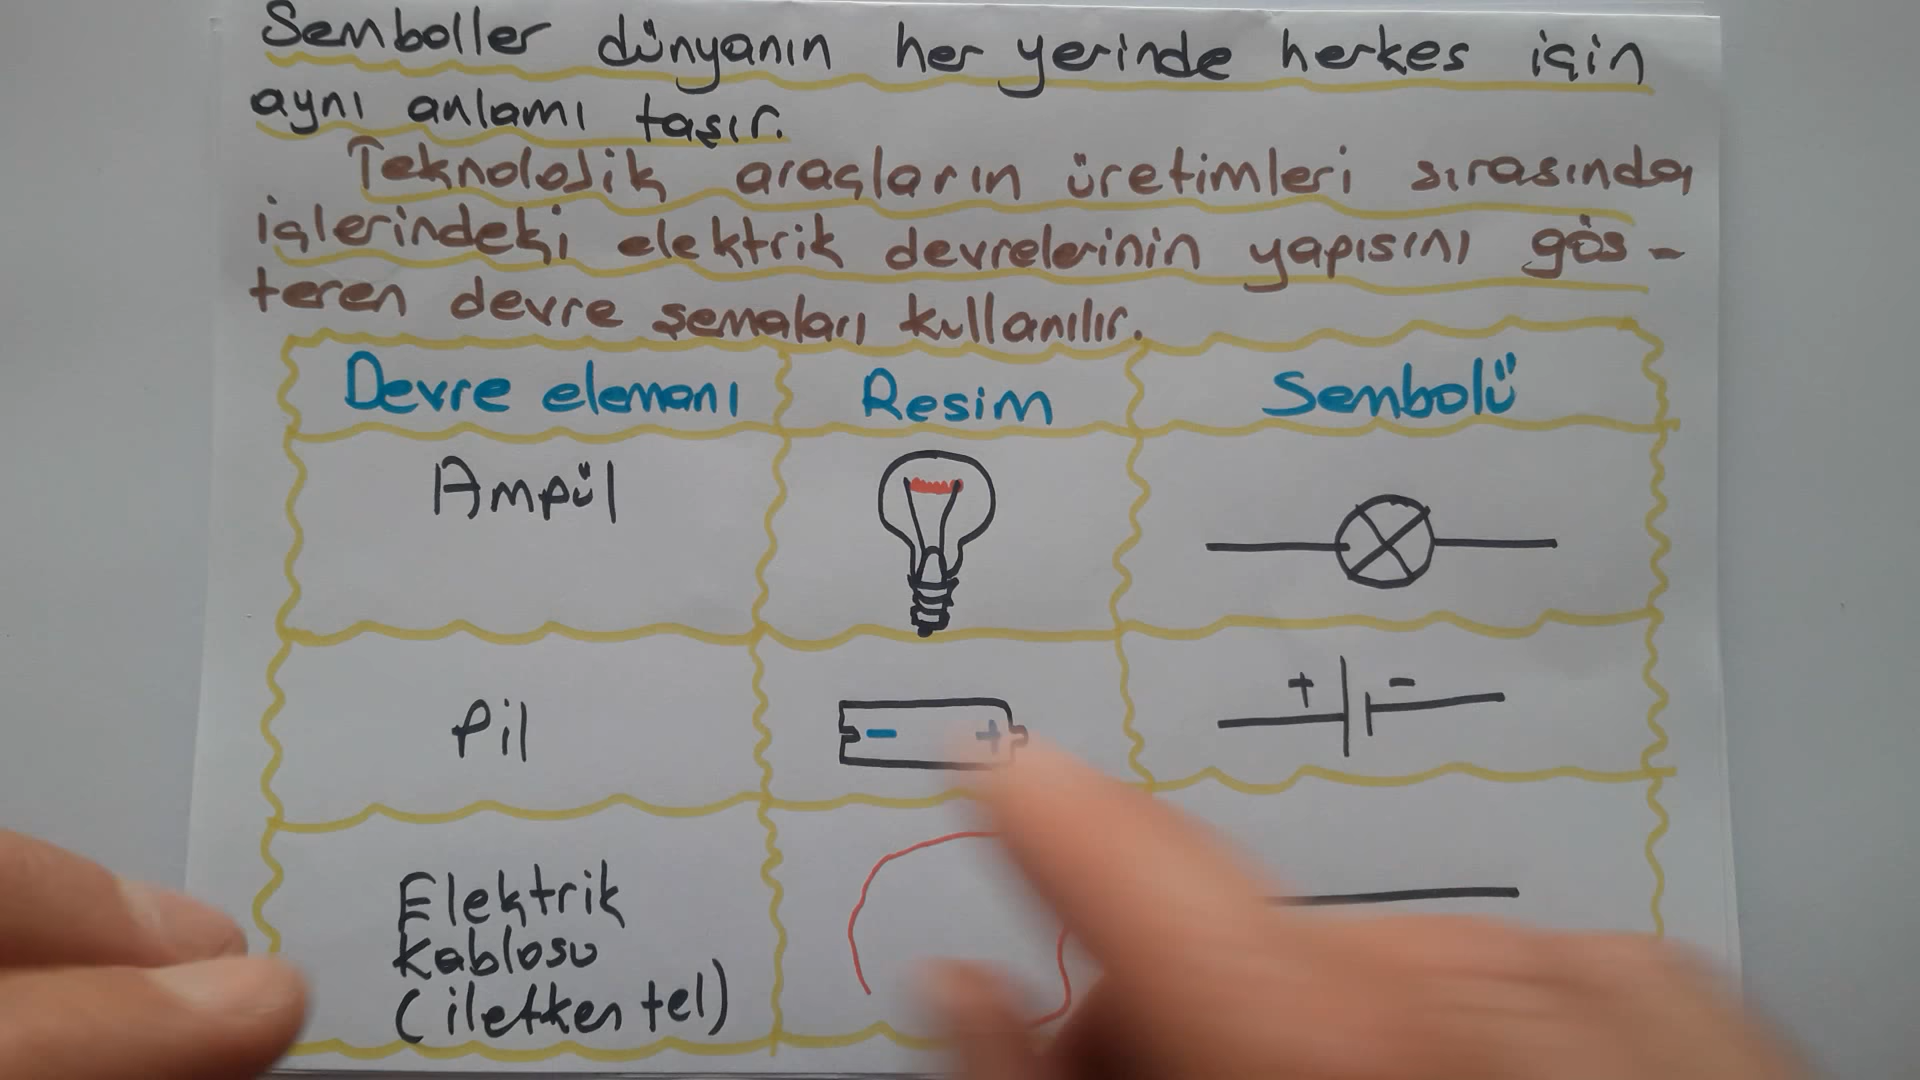 Semboller dünyanın her yerinde herkes için
aynı anlamı taşır.
Teknolojik araçların üretimleri sırasında,
içlerindeki elektrik devrelerinin yapısını gös-
teren devre şemaları kullanılır.
Devre elemanı Resim Sembolü
Ampül
+ -
Pil - +
Elektrik
kablosu
(iletken tel)